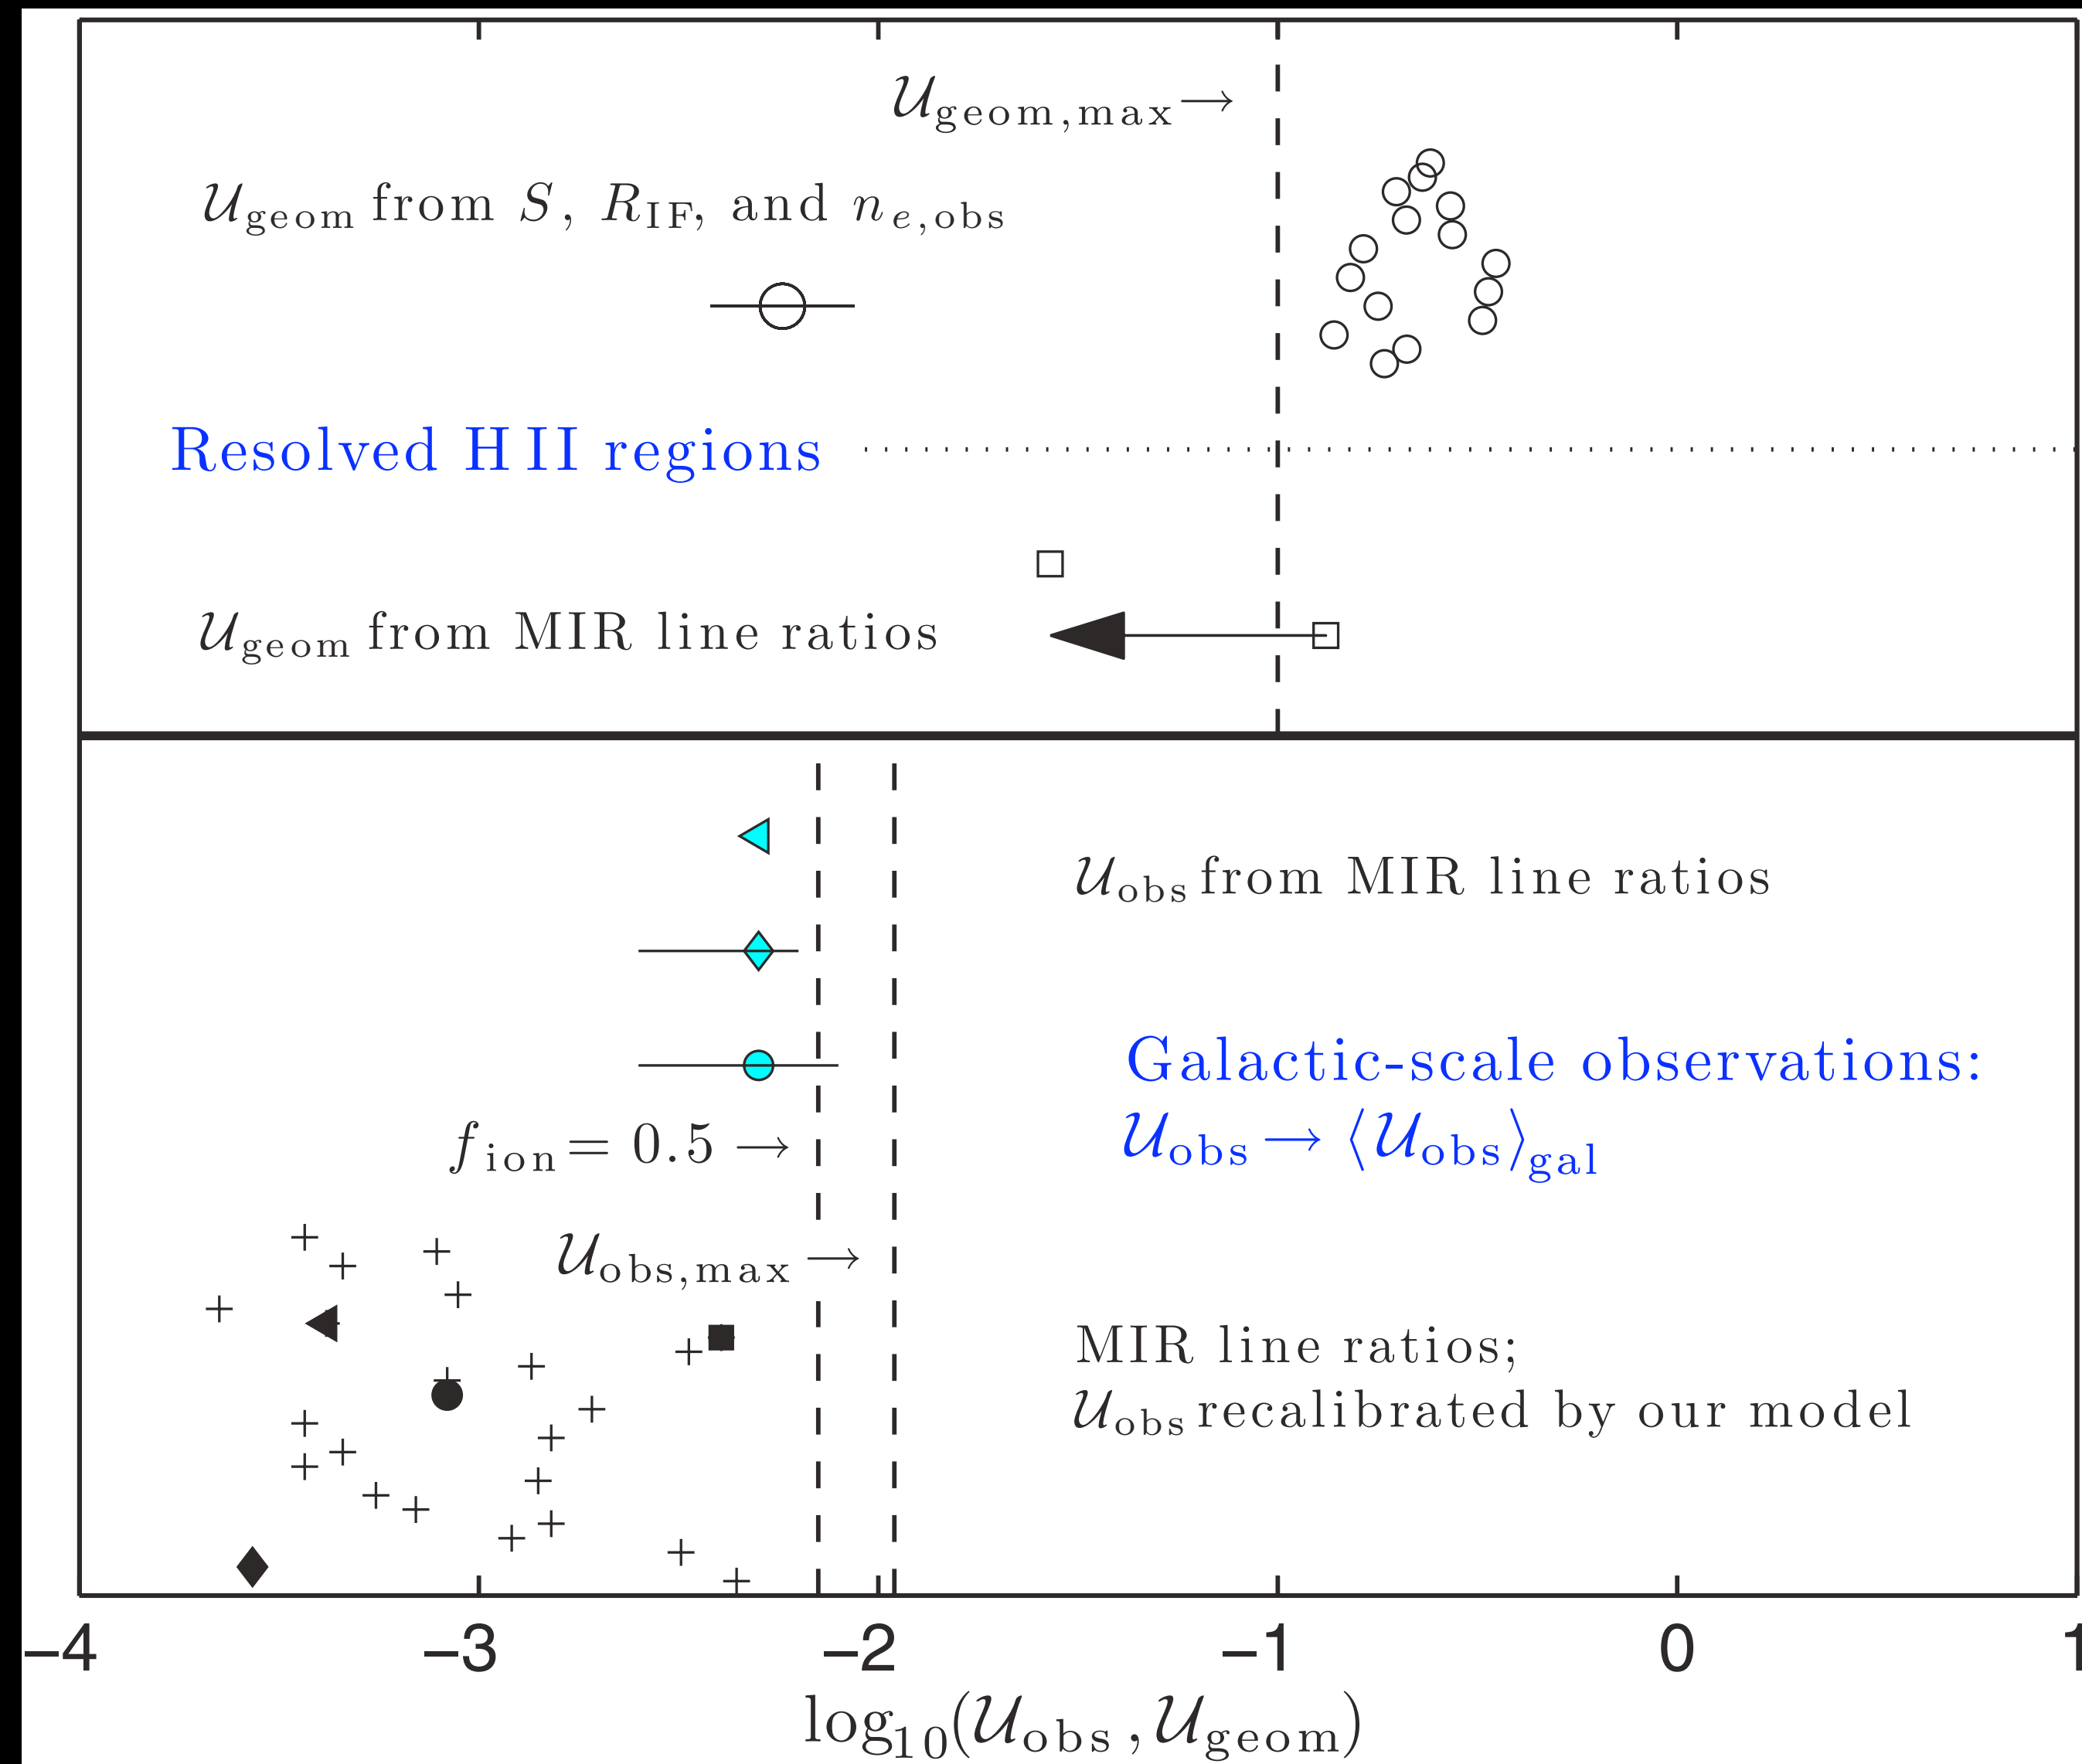 𝒰geom,max→
𝒰geom from S, RIF, and ne,obs
Resolved H II regions
𝒰geom from MIR line ratios
𝒰obs from MIR line ratios
Galactic-scale observations:
𝒰obs→⟨𝒰obs⟩gal
fion= 0.5 →
𝒰obs,max →
MIR line ratios;
𝒰obs recalibrated by our model
−4 −3 −2 −1 0 1
log10(𝒰obs,𝒰geom)